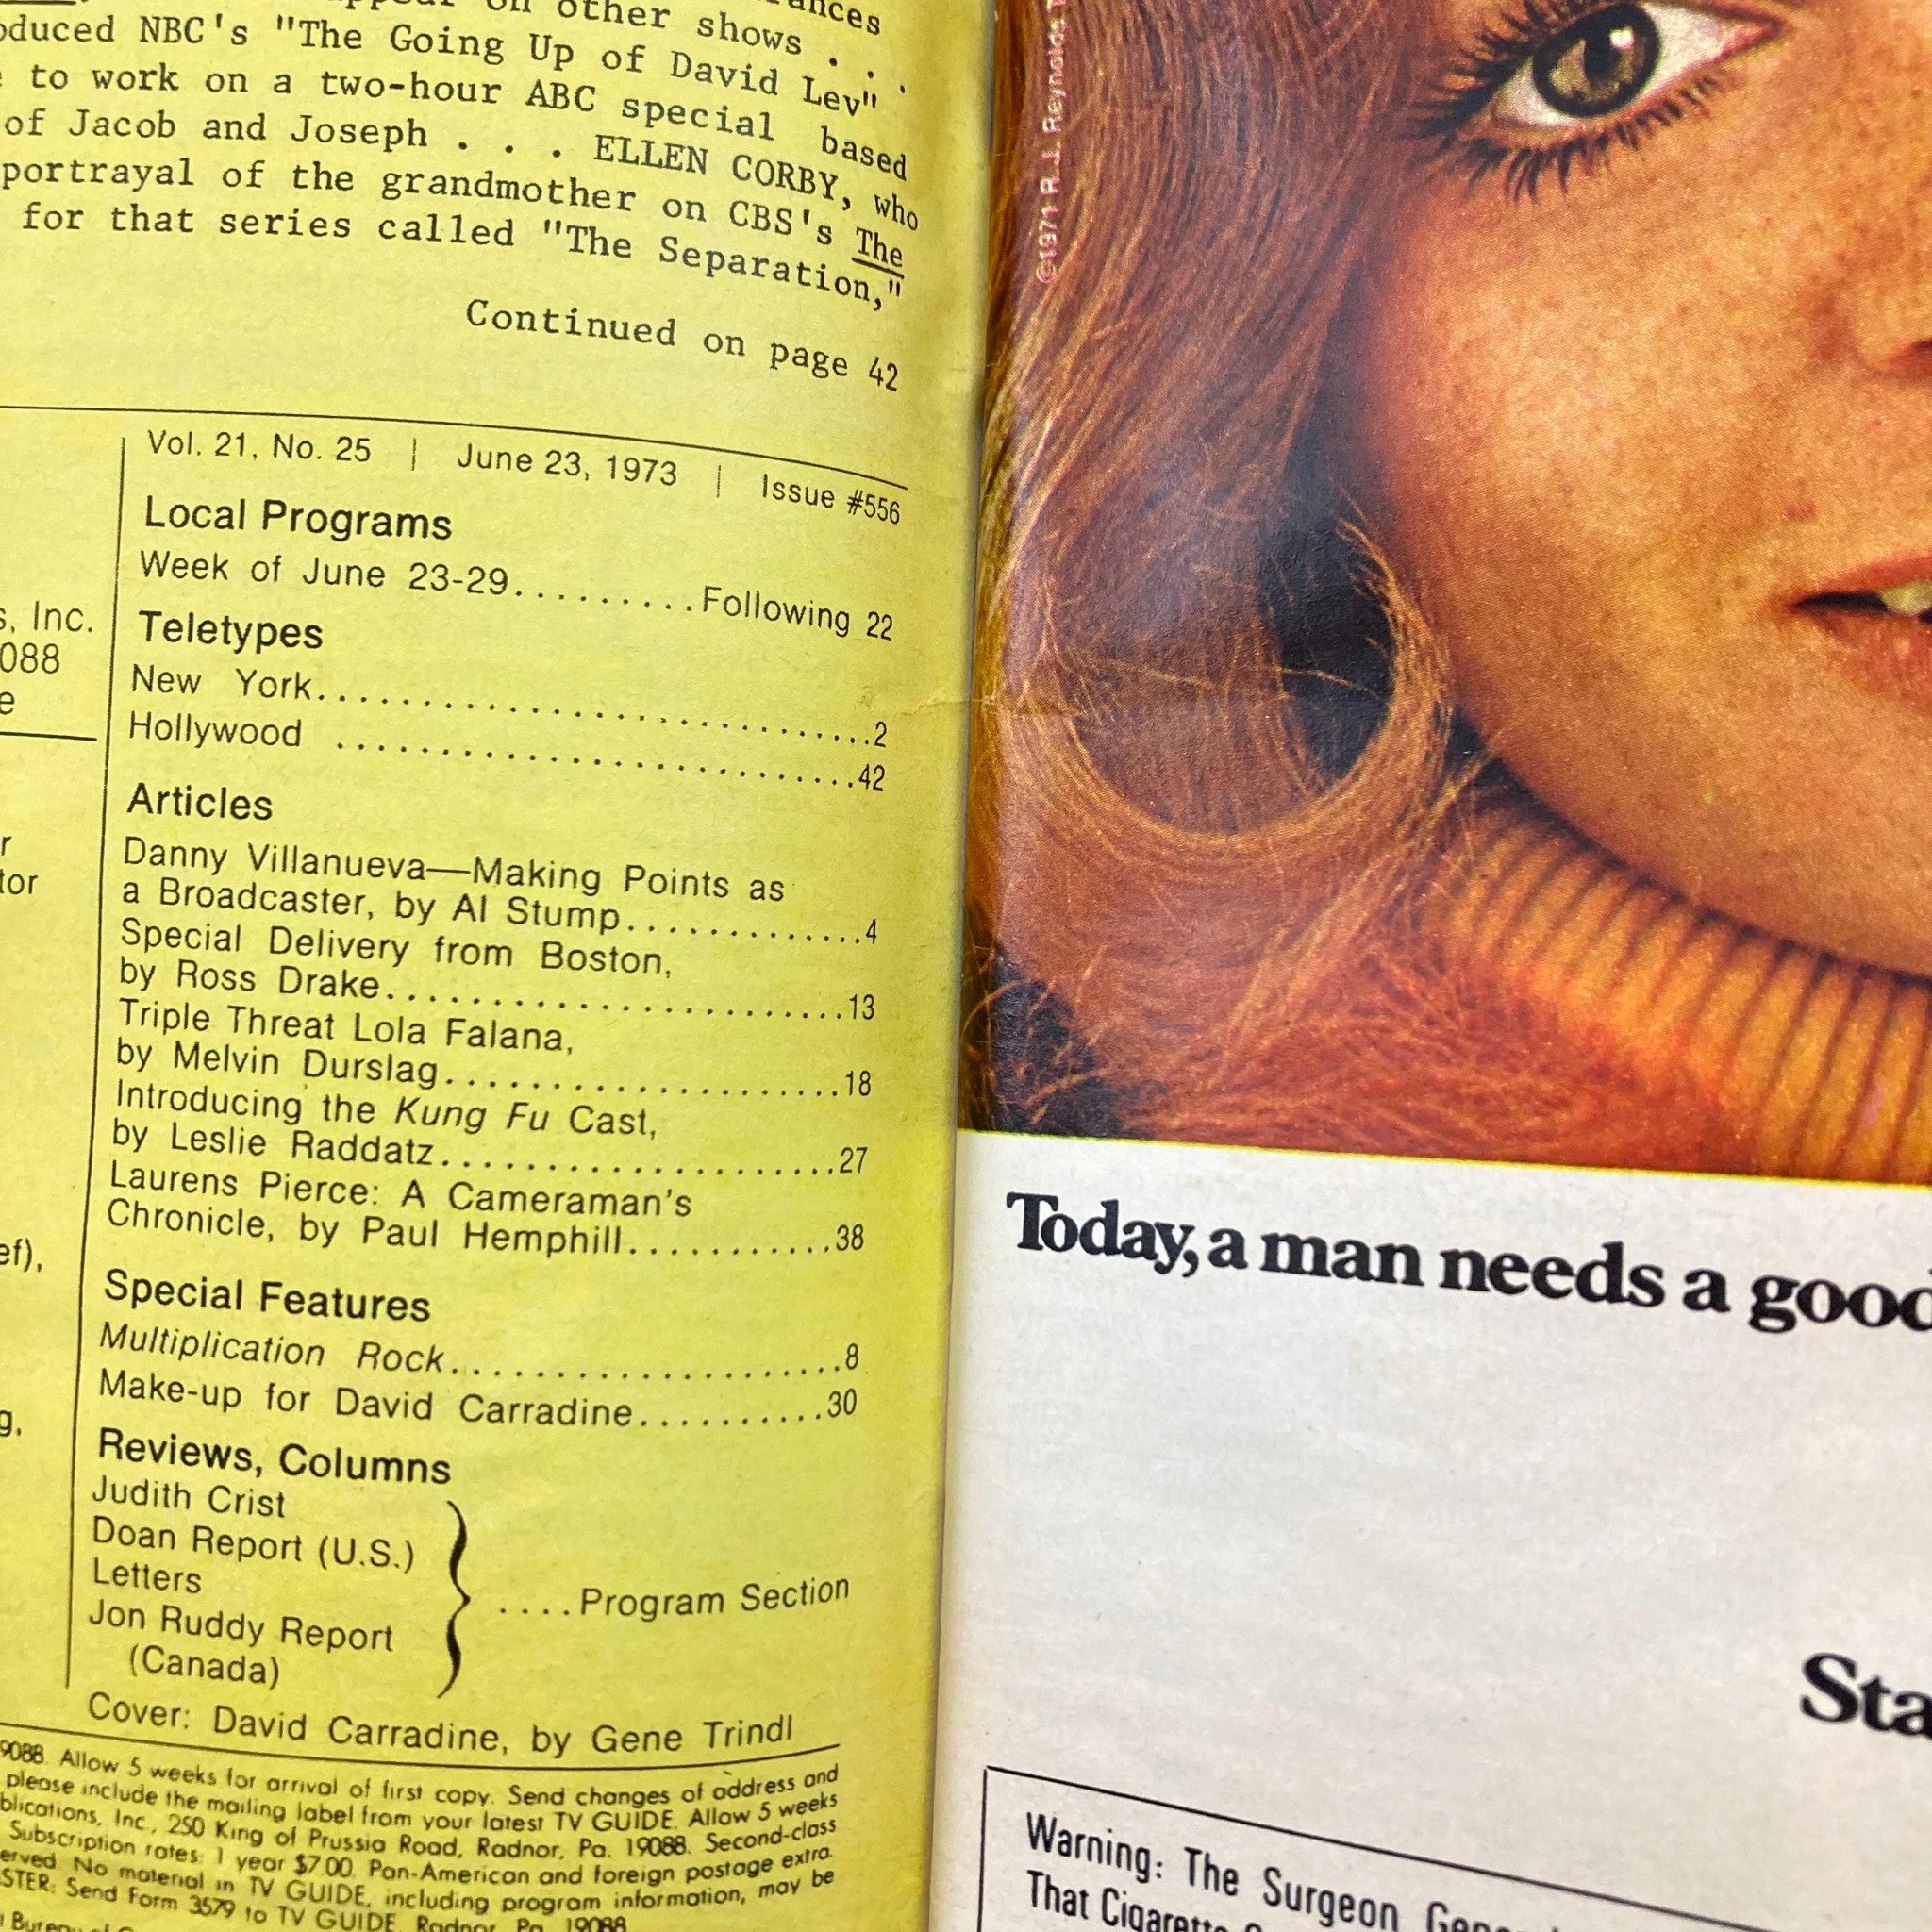 on other shows . . .
NBC's "The Going Up of David Lev"
to work on a two-hour ABC special based
of Jacob and Joseph . . . ELLEN CORBY, who
portrayal of the grandmother on CBS's The
for that series called "The Separation,"
Continued on page 42
s, Inc.
088
e
r
tor
ef),
g,
Vol. 21, No. 25 | June 23, 1973 | Issue #556
Local Programs
Week of June 23-29.........Following 22
Teletypes
New York............................2
Hollywood ..........................42
Articles
Danny Villanueva—Making Points as
a Broadcaster, by Al Stump.............4
Special Delivery from Boston,
by Ross Drake.......................13
Triple Threat Lola Falana,
by Melvin Durslag....................18
Introducing the Kung Fu Cast,
by Leslie Raddatz....................27
Laurens Pierce: A Cameraman's
Chronicle, by Paul Hemphill...........38
Special Features
Multiplication Rock....................8
Make-up for David Carradine..........30
Reviews, Columns
Judith Crist
Doan Report (U.S.)
Letters
Jon Ruddy Report
(Canada)
....Program Section
Cover: David Carradine, by Gene Trindl
19088. Allow 5 weeks for arrival of first copy. Send changes of address and
please include the mailing label from your latest TV GUIDE. Allow 5 weeks
blications, Inc., 250 King of Prussia Road, Radnor, Pa. 19088. Second-class
Subscription rates: 1 year $7.00. Pan-American and foreign postage extra.
erved. No material in TV GUIDE, including program information, may be
STER: Send Form 3579 to TV GUIDE, Radnor, Pa. 19088
©1971 R.J. Reynolds
Today, a man needs a good
Sta
Warning: The Surgeon
That Cigarette